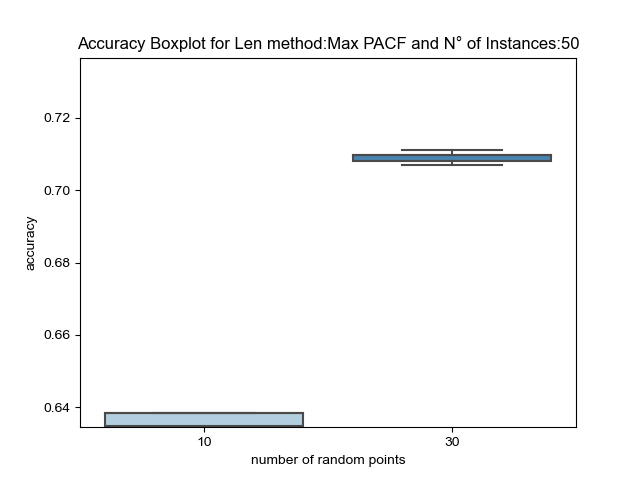 Accuracy Boxplot for Len method:Max PACF and N° of Instances:50
0.72
0.70
0.68
0.66
0.64
accuracy
10 30
number of random points